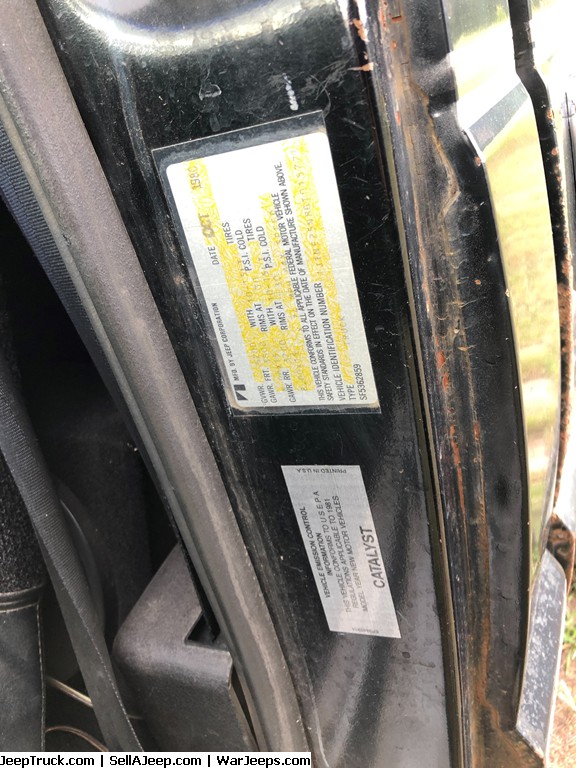 MFG. BY JEEP CORPORATION DATE OCT 1980
GVWR. WITH TIRES
GAWR. FRT. RIMS AT P.S.I. COLD
WITH TIRES
GAWR. RR. RIMS AT P.S.I. COLD
THIS VEHICLE CONFORMS TO ALL APPLICABLE FEDERAL MOTOR VEHICLE
SAFETY STANDARDS IN EFFECT ON THE DATE OF MANUFACTURE SHOWN ABOVE.
VEHICLE IDENTIFICATION NUMBER
TYPE
SF5362859
PRINTED IN U.S.A.
VEHICLE EMISSION CONTROL
INFORMATION
THIS VEHICLE CONFORMS TO U S E P A
REGULATIONS APPLICABLE TO 1981
MODEL YEAR NEW MOTOR VEHICLES
CATALYST
JeepTruck.com | SellAJeep.com | WarJeeps.com